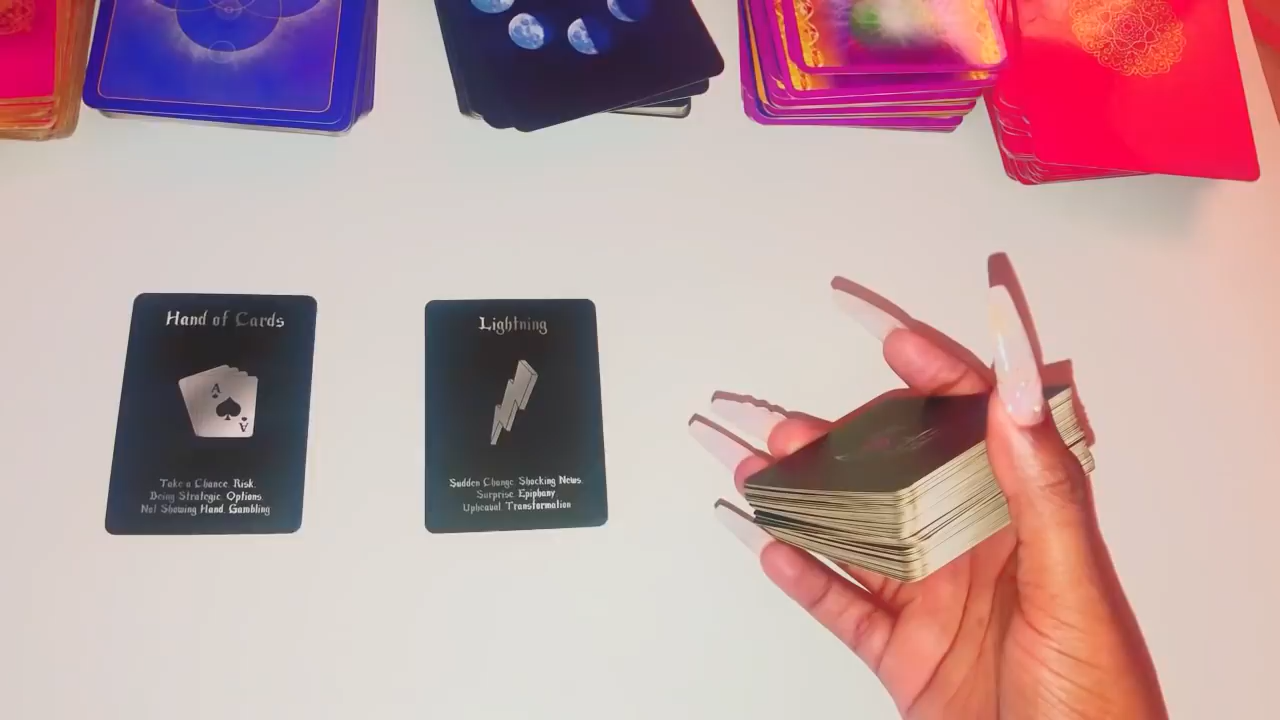 Hand of Cards
A
A
Take a Chance. Risk.
Being Strategic. Options.
Not Showing Hand. Gambling
Lightning
Sudden Change. Shocking News.
Surprise. Epiphany
Upheaval. Transformation